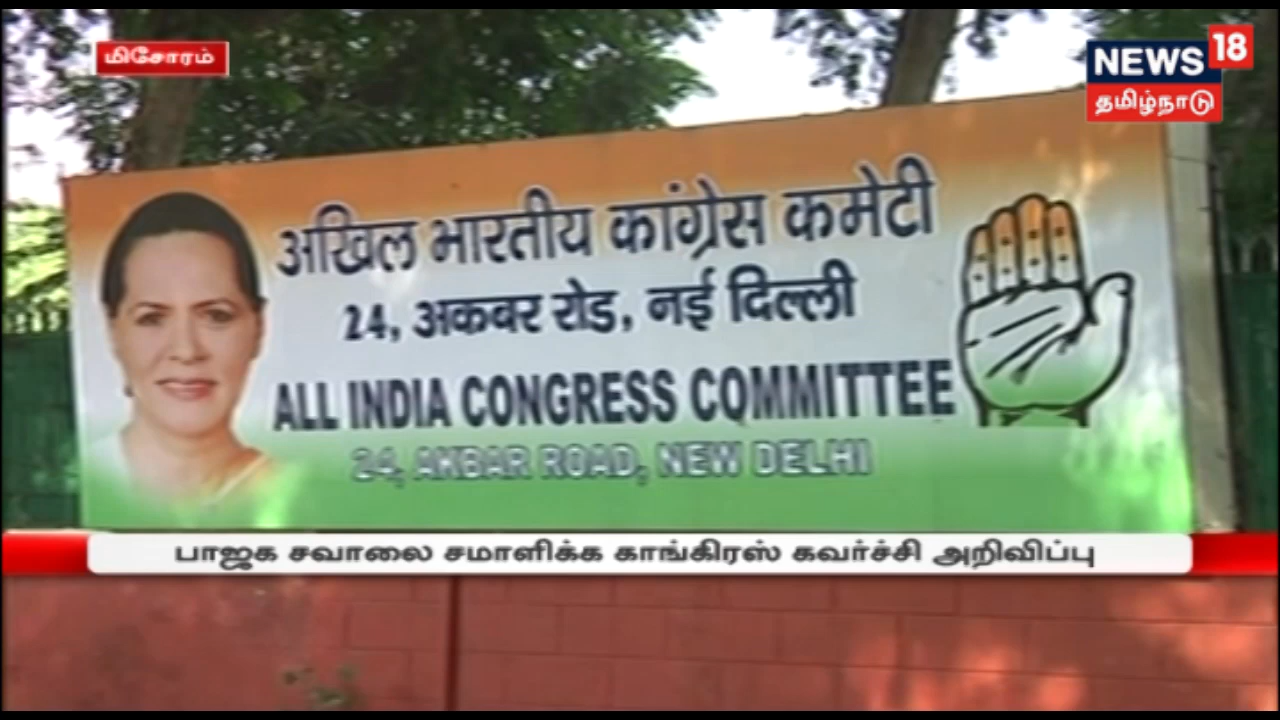 மிசோரம்
NEWS 18
தமிழ்நாடு
अखिल भारतीय कांग्रेस कमेटी
24, अकबर रोड, नई दिल्ली
ALL INDIA CONGRESS COMMITTEE
24, AKBAR ROAD, NEW DELHI
பாஜக சவாலை சமாளிக்க காங்கிரஸ் கவர்ச்சி அறிவிப்பு